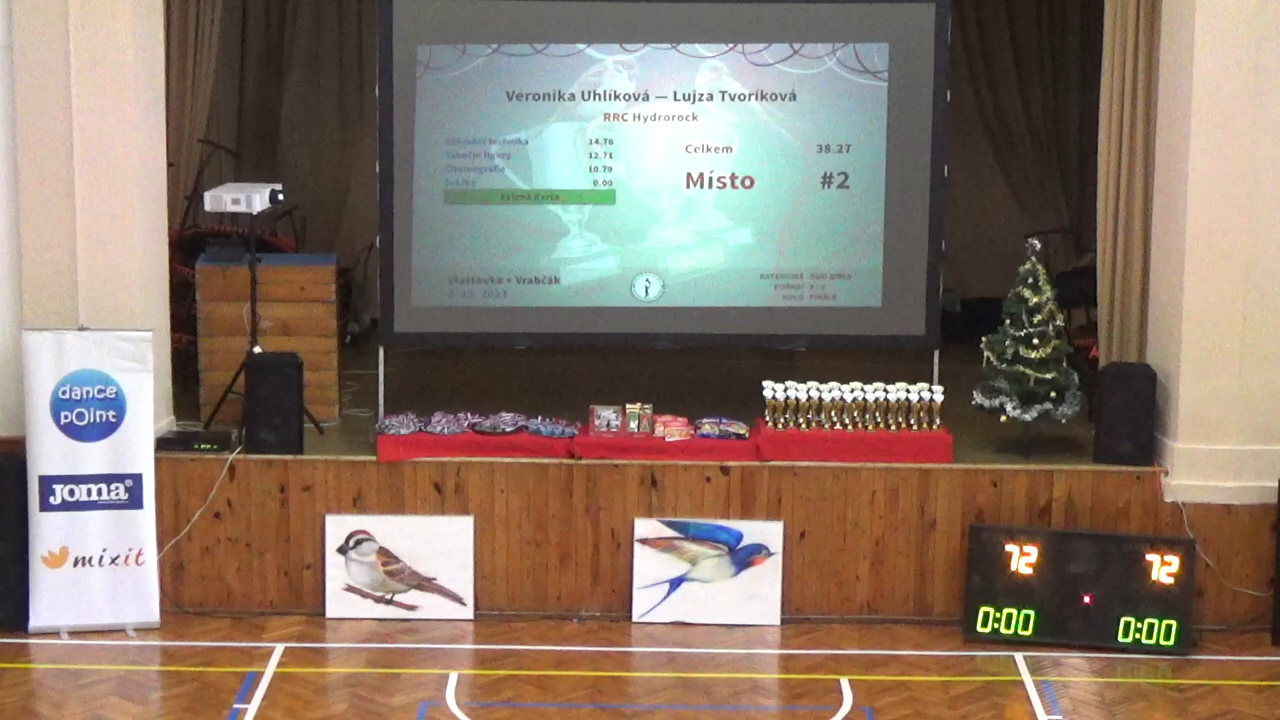 Veronika Uhlíková — Lujza Tvoríková
RRC Hydrorock
Základní technika 14.76
Taneční figury 12.71
Choreografie 10.79
0.00
Zelená Karta
Celkem 38.27
Místo #2
Vlaštovka + Vrabčák
dance
pOint
JOMA
mixit
72 72
0:00 0:00